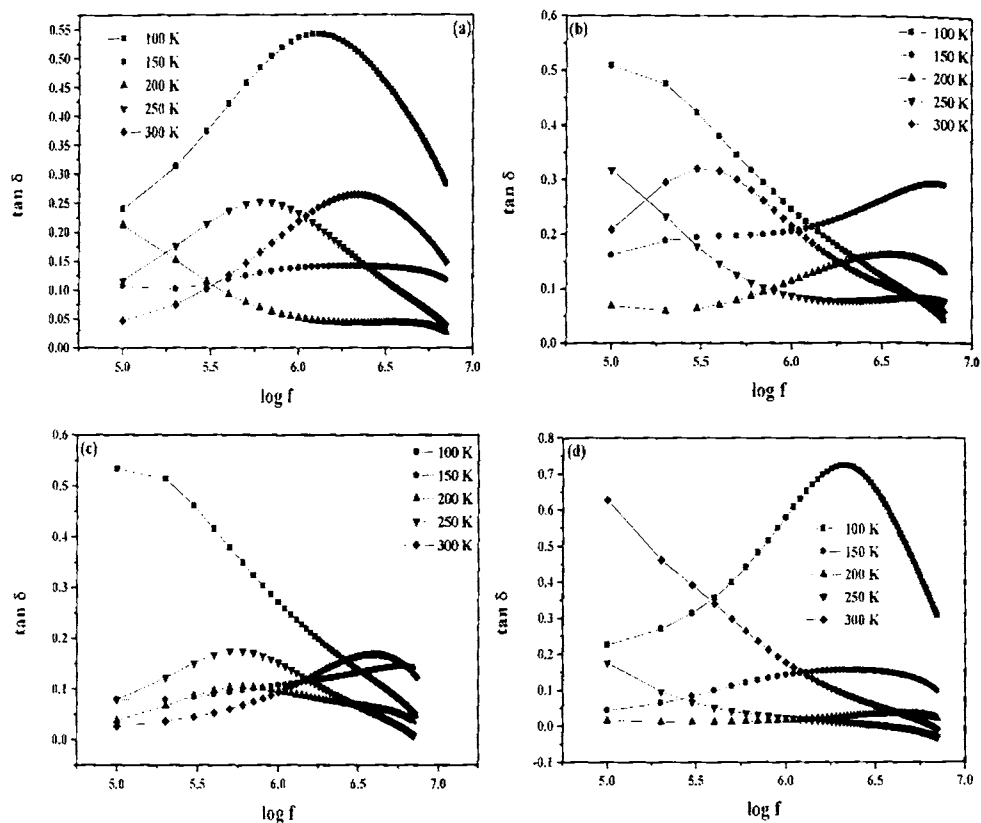 (a)
100 K
150 K
200 K
250 K
300 K
0.55
0.50
0.45
0.40
0.35
0.30
0.25
0.20
0.15
0.10
0.05
0.00
tan δ
5.0 5.5 6.0 6.5 7.0
log f
(b)
100 K
150 K
200 K
250 K
300 K
0.6
0.5
0.4
0.3
0.2
0.1
0.0
tan δ
5.0 5.5 6.0 6.5 7.0
log f
(c)
100 K
150 K
200 K
250 K
300 K
0.6
0.5
0.4
0.3
0.2
0.1
0.0
tan δ
5.0 5.5 6.0 6.5 7.0
log f
(d)
100 K
150 K
200 K
250 K
300 K
0.8
0.7
0.6
0.5
0.4
0.3
0.2
0.1
0.0
-0.1
tan δ
5.0 5.5 6.0 6.5 7.0
log f